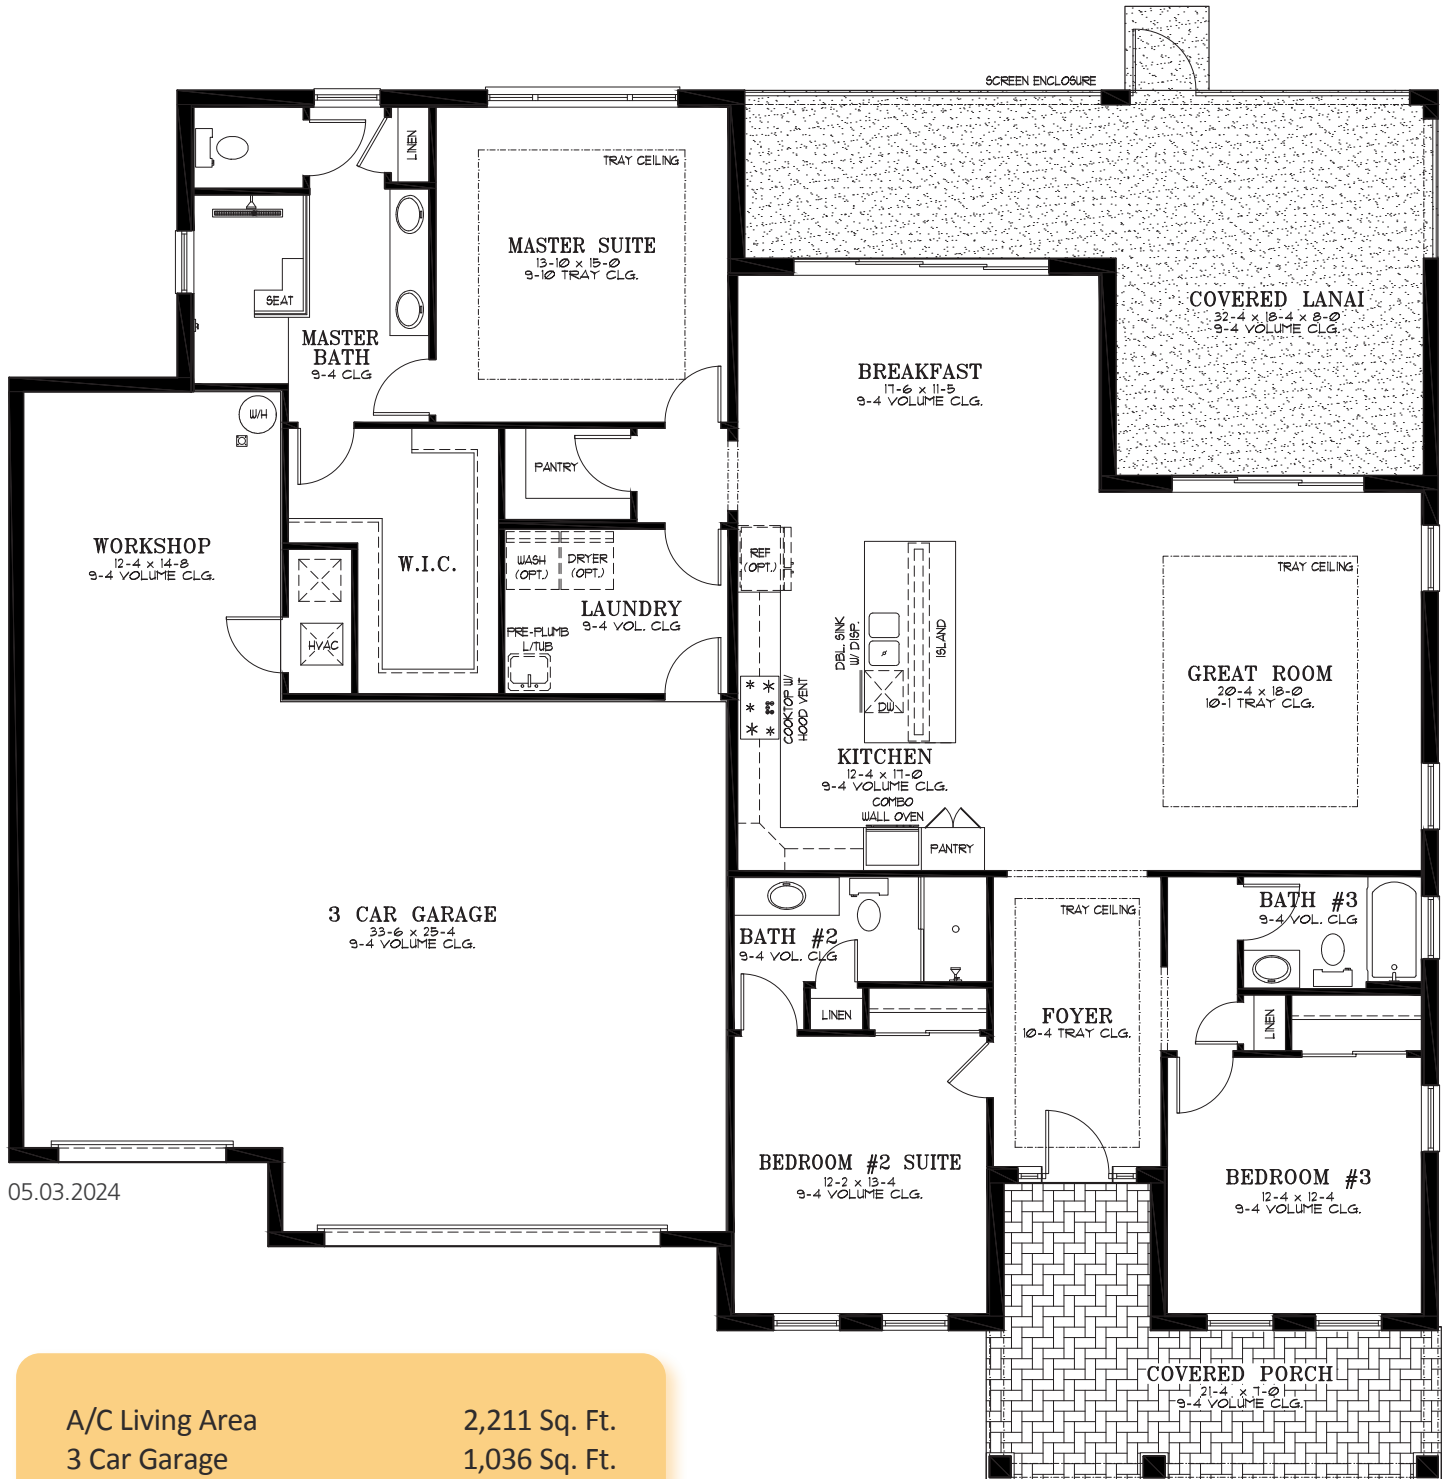 SCREEN ENCLOSURE
LINEN
TRAY CEILING
MASTER SUITE
13-10 x 15-0
9-10 TRAY CLG.
SEAT
MASTER
BATH
9-4 CLG
COVERED LANAI
32-4 x 18-4 x 8-0
9-4 VOLUME CLG.
BREAKFAST
17-6 x 11-5
9-4 VOLUME CLG.
W/H
PANTRY
WORKSHOP
12-4 x 14-8
9-4 VOLUME CLG.
W.I.C.
WASH
(OPT.)
DRYER
(OPT.)
REF
(OPT.)
TRAY CEILING
LAUNDRY
9-4 VOL. CLG
PRE-PLUMB
L/TUB
HVAC
DBL. SINK
W/ DISP.
ISLAND
DW
GREAT ROOM
20-4 x 18-0
10-1 TRAY CLG.
COOKTOP W/
HOOD VENT
KITCHEN
12-4 x 17-0
9-4 VOLUME CLG.
COMBO
WALL OVEN
PANTRY
3 CAR GARAGE
33-6 x 25-4
9-4 VOLUME CLG.
BATH #2
9-4 VOL. CLG
TRAY CEILING
BATH #3
9-4 VOL. CLG
LINEN
FOYER
10-4 TRAY CLG.
LINEN
BEDROOM #2 SUITE
12-2 x 13-4
9-4 VOLUME CLG.
BEDROOM #3
12-4 x 12-4
9-4 VOLUME CLG.
05.03.2024
COVERED PORCH
21-4 x 7-0
9-4 VOLUME CLG.
A/C Living Area 2,211 Sq. Ft.
3 Car Garage 1,036 Sq. Ft.